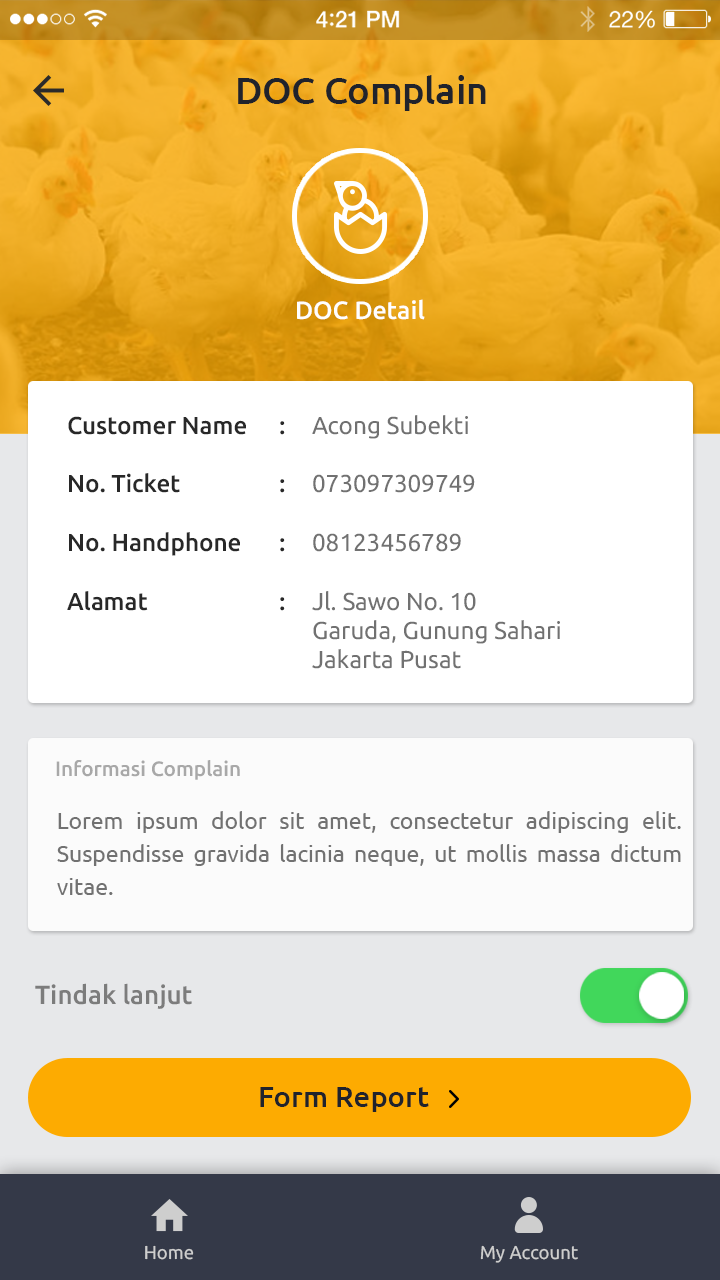 4:21 PM 22%
DOC Complain
DOC Detail
Customer Name : Acong Subekti
No. Ticket : 073097309749
No. Handphone : 08123456789
Alamat : Jl. Sawo No. 10
Garuda, Gunung Sahari
Jakarta Pusat
Informasi Complain
Lorem ipsum dolor sit amet, consectetur adipiscing elit.
Suspendisse gravida lacinia neque, ut mollis massa dictum
vitae.
Tindak lanjut
Form Report
Home My Account